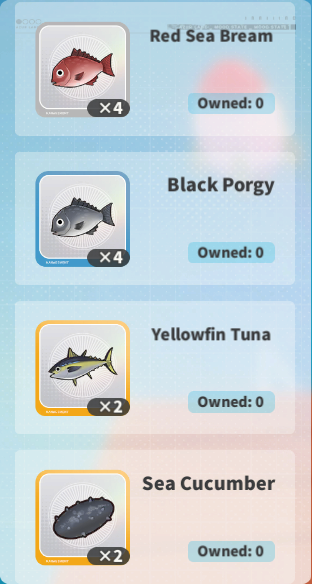 Red Sea Bream
×4
Owned: 0
Black Porgy
×4
Owned: 0
Yellowfin Tuna
×2
Owned: 0
Sea Cucumber
×2
Owned: 0